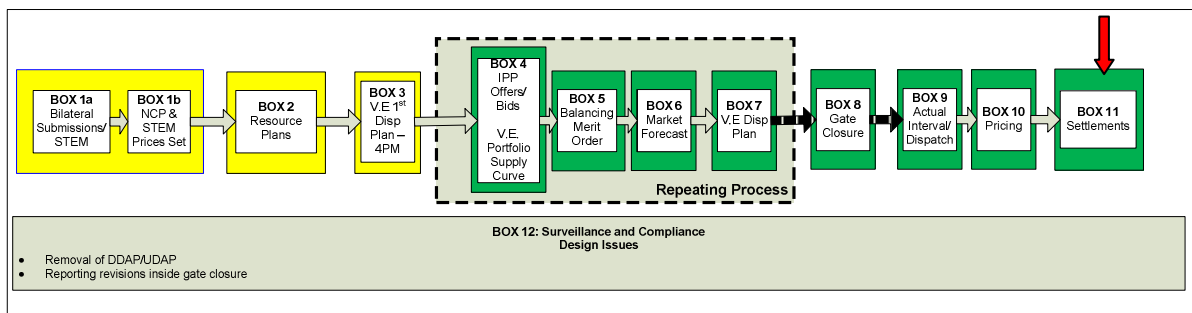 BOX 1a
Bilateral
Submissions/
STEM
BOX 1b
NCP &
STEM
Prices Set
BOX 2
Resource
Plans
BOX 3
V.E 1st
Disp
Plan –
4PM
BOX 4
IPP
Offers/
Bids
V.E.
Portfolio
Supply
Curve
BOX 5
Balancing
Merit
Order
BOX 6
Market
Forecast
BOX 7
V.E Disp
Plan
Repeating Process
BOX 8
Gate
Closure
BOX 9
Actual
Interval/
Dispatch
BOX 10
Pricing
BOX 11
Settlements
BOX 12: Surveillance and Compliance
Design Issues
• Removal of DDAP/UDAP
• Reporting revisions inside gate closure